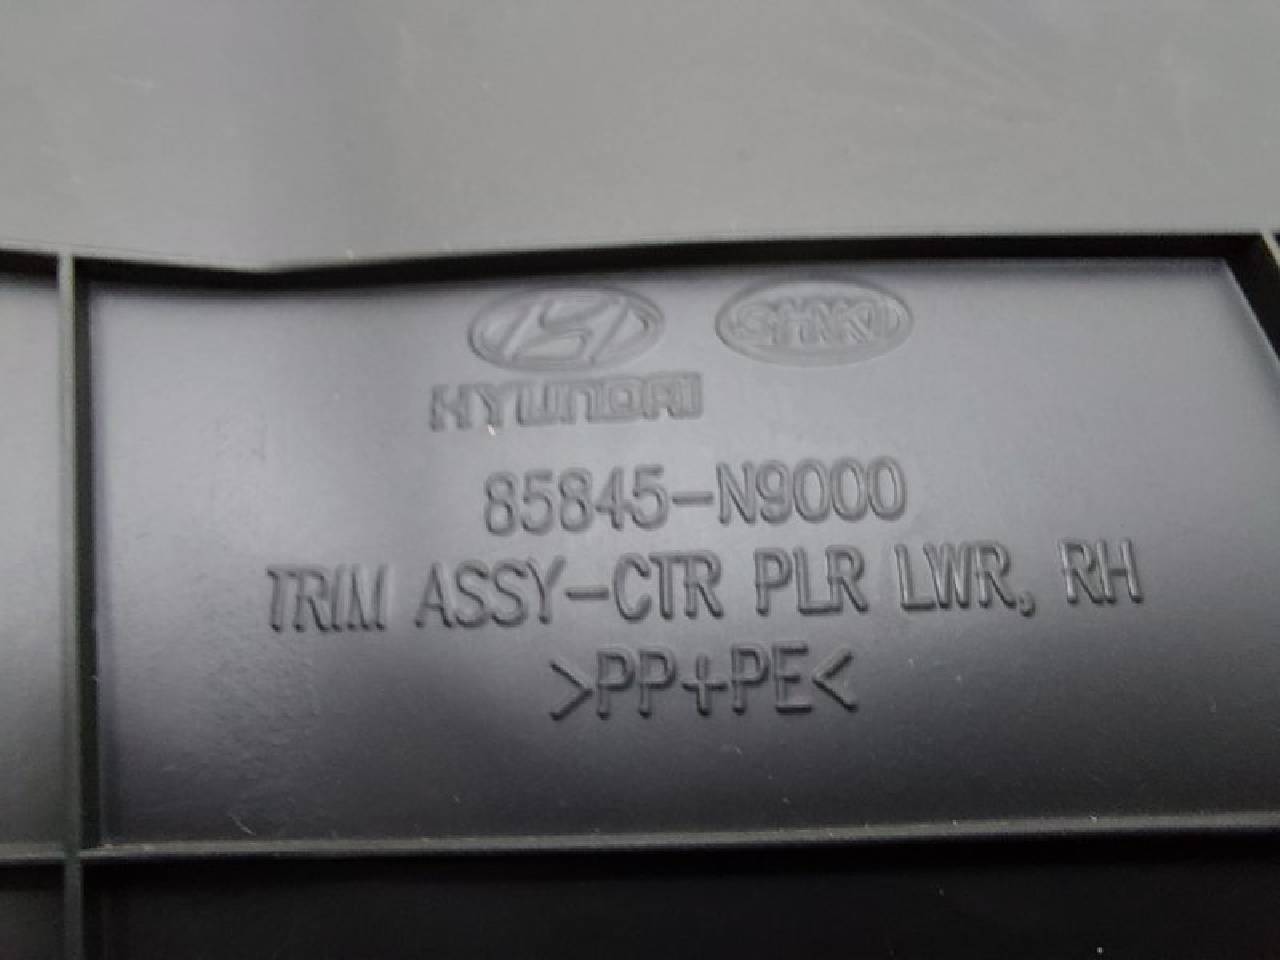 HYUNDAI
85845-N9000
TRIM ASSY-CTR PLR LWR, RH
>PP+PE<